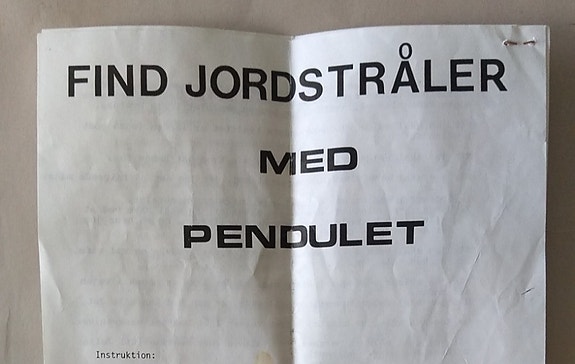 FIND JORDSTRÅLER
MED
PENDULET
Instruktion: